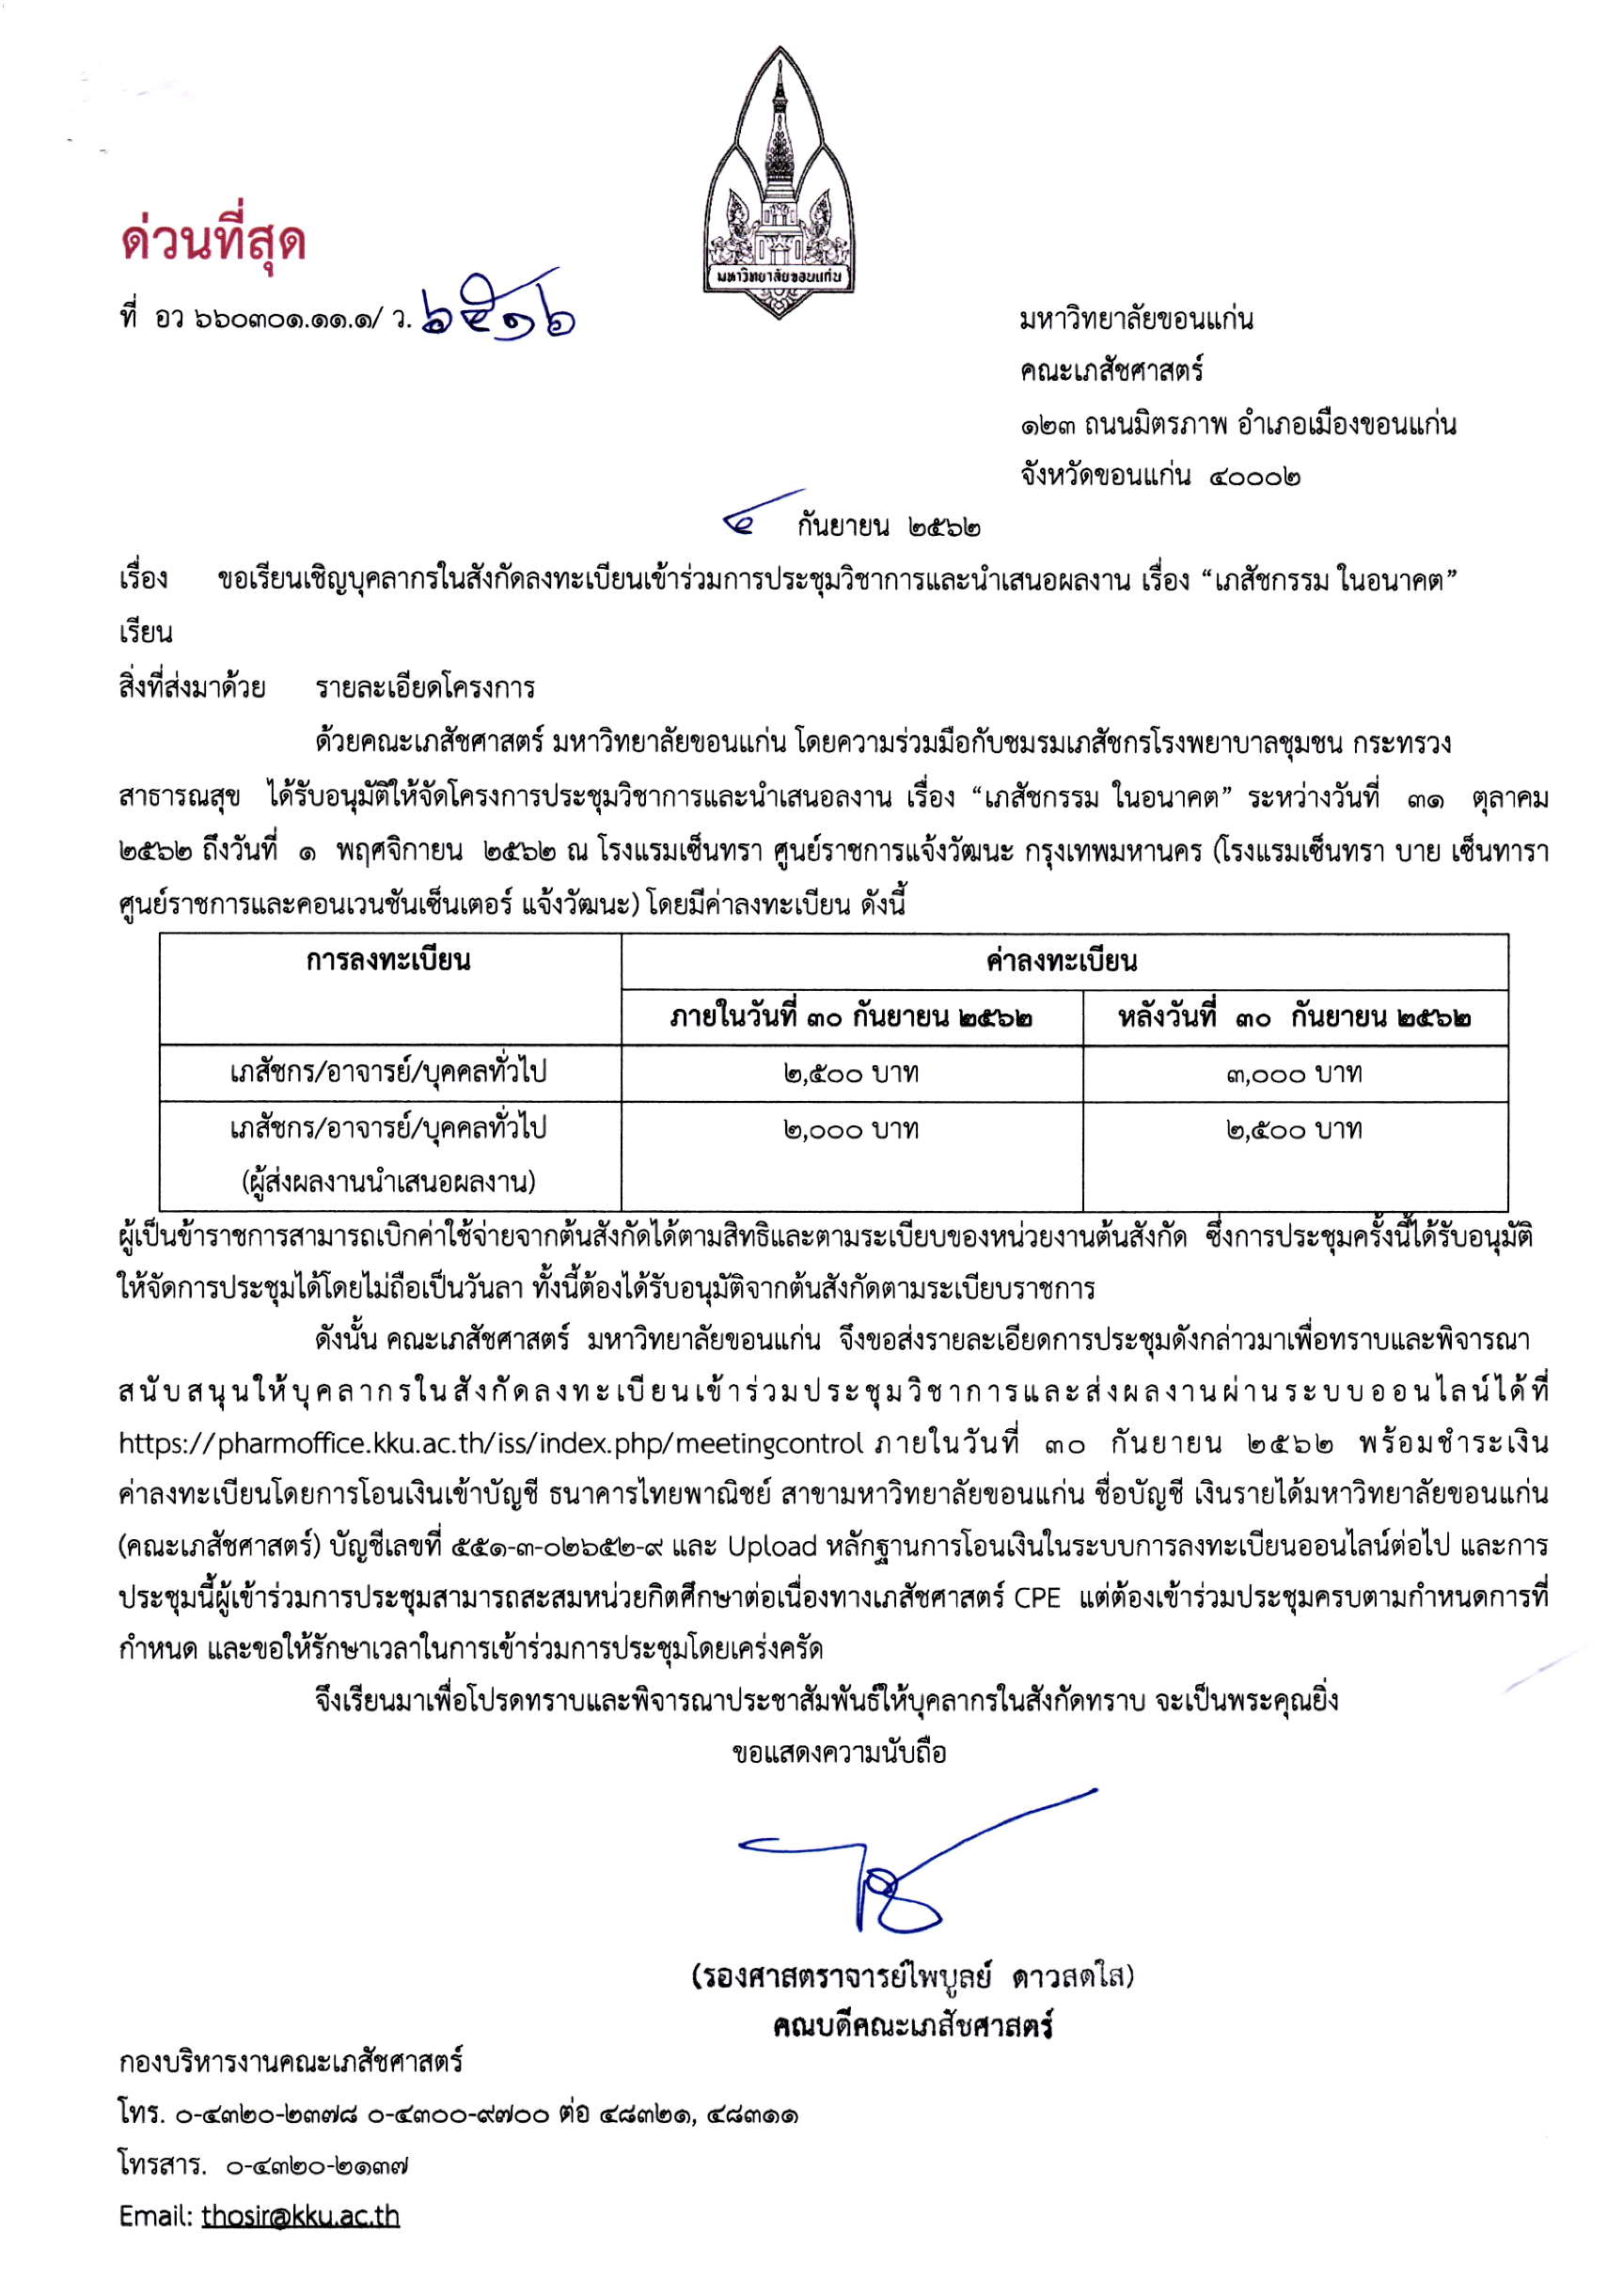 มหาวิทยาลัยขอนแก่น
ด่วนที่สุด
ที่ อว ๖๖๐๓๐๑.๑๑.๑/ ว. ๖๕๑๖
มหาวิทยาลัยขอนแก่น
คณะเภสัชศาสตร์
๑๒๓ ถนนมิตรภาพ อำเภอเมืองขอนแก่น
จังหวัดขอนแก่น ๔๐๐๐๒
กันยายน ๒๕๖๒
เรื่อง ขอเรียนเชิญบุคลากรในสังกัดลงทะเบียนเข้าร่วมการประชุมวิชาการและนำเสนอผลงาน เรื่อง “เภสัชกรรม ในอนาคต”
เรียน
สิ่งที่ส่งมาด้วย รายละเอียดโครงการ
ด้วยคณะเภสัชศาสตร์ มหาวิทยาลัยขอนแก่น โดยความร่วมมือกับชมรมเภสัชกรโรงพยาบาลชุมชน กระทรวง
สาธารณสุข ได้รับอนุมัติให้จัดโครงการประชุมวิชาการและนำเสนอลงาน เรื่อง “เภสัชกรรม ในอนาคต” ระหว่างวันที่ ๓๑ ตุลาคม
๒๕๖๒ ถึงวันที่ ๑ พฤศจิกายน ๒๕๖๒ ณ โรงแรมเซ็นทรา ศูนย์ราชการแจ้งวัฒนะ กรุงเทพมหานคร (โรงแรมเซ็นทรา บาย เซ็นทารา
ศูนย์ราชการและคอนเวนชันเซ็นเตอร์ แจ้งวัฒนะ) โดยมีค่าลงทะเบียน ดังนี้
การลงทะเบียน ค่าลงทะเบียน
ภายในวันที่ ๓๐ กันยายน ๒๕๖๒ หลังวันที่ ๓๐ กันยายน ๒๕๖๒
เภสัชกร/อาจารย์/บุคคลทั่วไป ๒,๕๐๐ บาท ๓,๐๐๐ บาท
เภสัชกร/อาจารย์/บุคคลทั่วไป ๒,๐๐๐ บาท ๒,๕๐๐ บาท
(ผู้ส่งผลงานนำเสนอผลงาน)
ผู้เป็นข้าราชการสามารถเบิกค่าใช้จ่ายจากต้นสังกัดได้ตามสิทธิและตามระเบียบของหน่วยงานต้นสังกัด ซึ่งการประชุมครั้งนี้ได้รับอนุมัติ
ให้จัดการประชุมได้โดยไม่ถือเป็นวันลา ทั้งนี้ต้องได้รับอนุมัติจากต้นสังกัดตามระเบียบราชการ
ดังนั้น คณะเภสัชศาสตร์ มหาวิทยาลัยขอนแก่น จึงขอส่งรายละเอียดการประชุมดังกล่าวมาเพื่อทราบและพิจารณา
สนับสนุนให้บุคลากรในสังกัดลงทะเบียนเข้าร่วมประชุมวิชาการและส่งผลงานผ่านระบบออนไลน์ได้ที่
https://pharmoffice.kku.ac.th/iss/index.php/meetingcontrol ภายในวันที่ ๓๐ กันยายน ๒๕๖๒ พร้อมชำระเงิน
ค่าลงทะเบียนโดยการโอนเงินเข้าบัญชี ธนาคารไทยพาณิชย์ สาขามหาวิทยาลัยขอนแก่น ชื่อบัญชี เงินรายได้มหาวิทยาลัยขอนแก่น
(คณะเภสัชศาสตร์) บัญชีเลขที่ ๕๕๑-๓-๐๒๖๕๒-๙ และ Upload หลักฐานการโอนเงินในระบบการลงทะเบียนออนไลน์ต่อไป และการ
ประชุมนี้ผู้เข้าร่วมการประชุมสามารถสะสมหน่วยกิตศึกษาต่อเนื่องทางเภสัชศาสตร์ CPE แต่ต้องเข้าร่วมประชุมครบตามกำหนดการที่
กำหนด และขอให้รักษาเวลาในการเข้าร่วมการประชุมโดยเคร่งครัด
จึงเรียนมาเพื่อโปรดทราบและพิจารณาประชาสัมพันธ์ให้บุคลากรในสังกัดทราบ จะเป็นพระคุณยิ่ง
ขอแสดงความนับถือ
(รองศาสตราจารย์ไพบูลย์ ดาวสดใส)
คณบดีคณะเภสัชศาสตร์
กองบริหารงานคณะเภสัชศาสตร์
โทร. ๐-๔๓๒๐-๒๓๗๘ ๐-๔๓๐๐-๙๗๐๐ ต่อ ๔๘๓๒๑, ๔๘๓๑๑
โทรสาร. ๐-๔๓๒๐-๒๑๓๗
Email: thosir@kku.ac.th